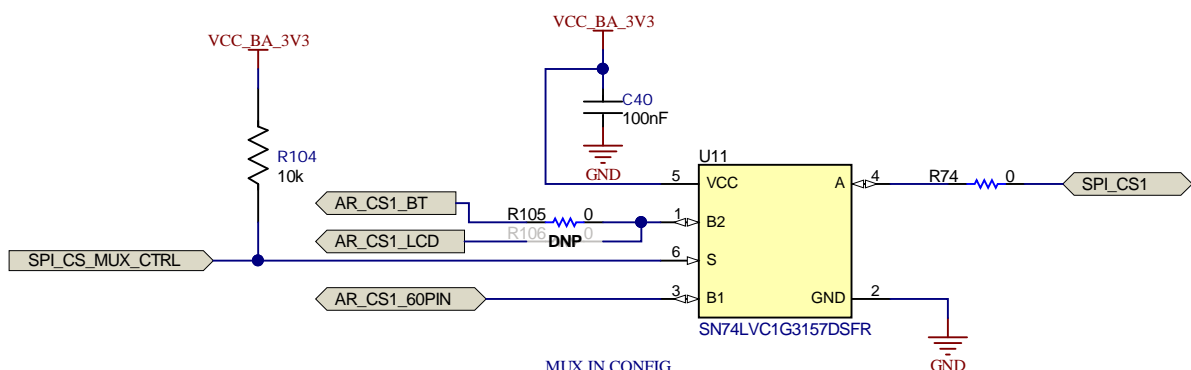 VCC_BA_3V3
VCC_BA_3V3
C40
100nF
GND
R104
10k
U11
5 VCC
A 4
R74 0
SPI_CS1
AR_CS1_BT
R105 0
1 B2
AR_CS1_LCD
R106 DNP 0
SPI_CS_MUX_CTRL
6 S
AR_CS1_60PIN
3 B1
GND 2
SN74LVC1G3157DSFR
GND
MUX IN CONFIG